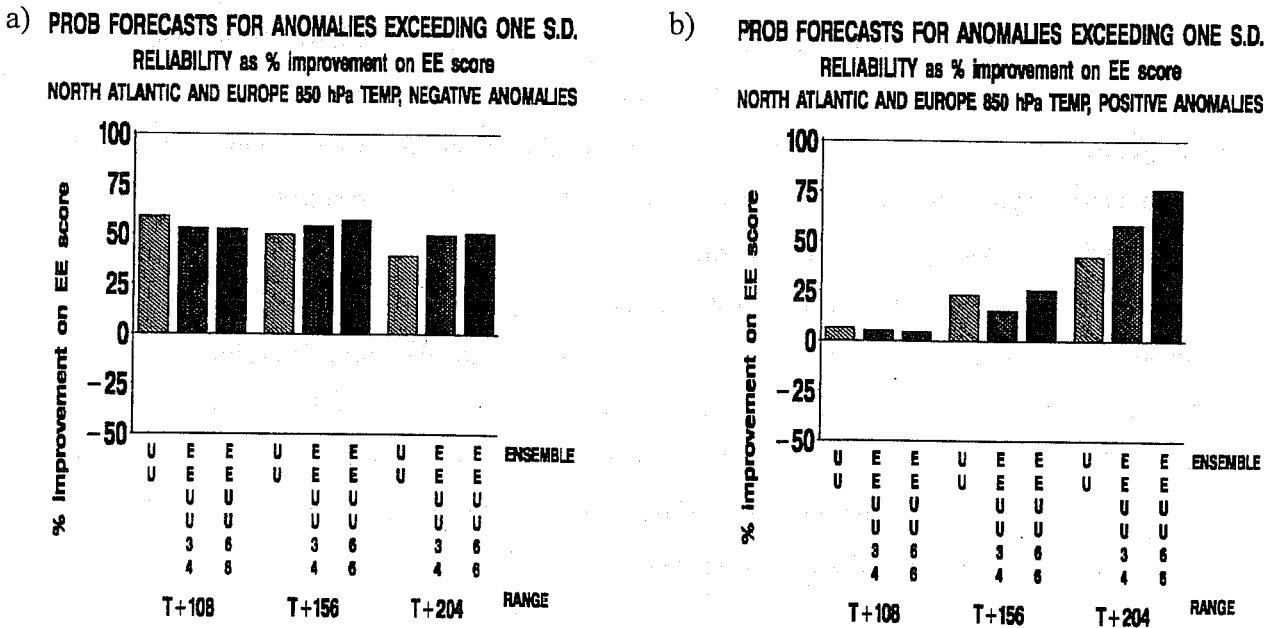 a)
PROB FORECASTS FOR ANOMALIES EXCEEDING ONE S.D.
RELIABILITY as % improvement on EE score
NORTH ATLANTIC AND EUROPE 850 hPa TEMP, NEGATIVE ANOMALIES
% Improvement on EE score
100
75
50
25
0
-25
-50
U E E U E E U E E ENSEMBLE
U E E U E E U E E
U U U U U U
U U U U U U
3 6 3 6 3 6
4 6 4 6 4 6
T+108 T+156 T+204 RANGE
b)
PROB FORECASTS FOR ANOMALIES EXCEEDING ONE S.D.
RELIABILITY as % improvement on EE score
NORTH ATLANTIC AND EUROPE 850 hPa TEMP, POSITIVE ANOMALIES
% Improvement on EE score
100
75
50
25
0
-25
-50
U E E U E E U E E ENSEMBLE
U E E U E E U E E
U U U U U U
U U U U U U
3 6 3 6 3 6
4 6 4 6 4 6
T+108 T+156 T+204 RANGE